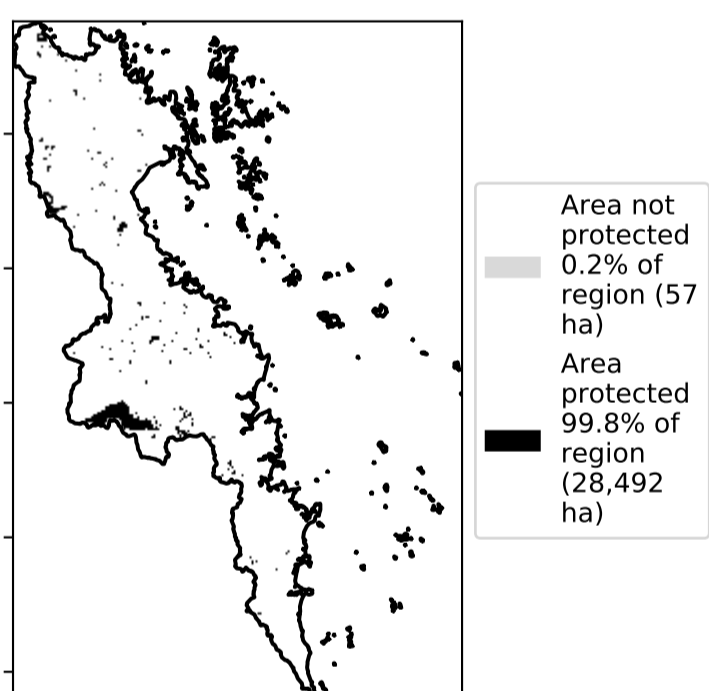 Area not
protected
0.2% of
region (57
ha)
Area
protected
99.8% of
region
(28,492
ha)